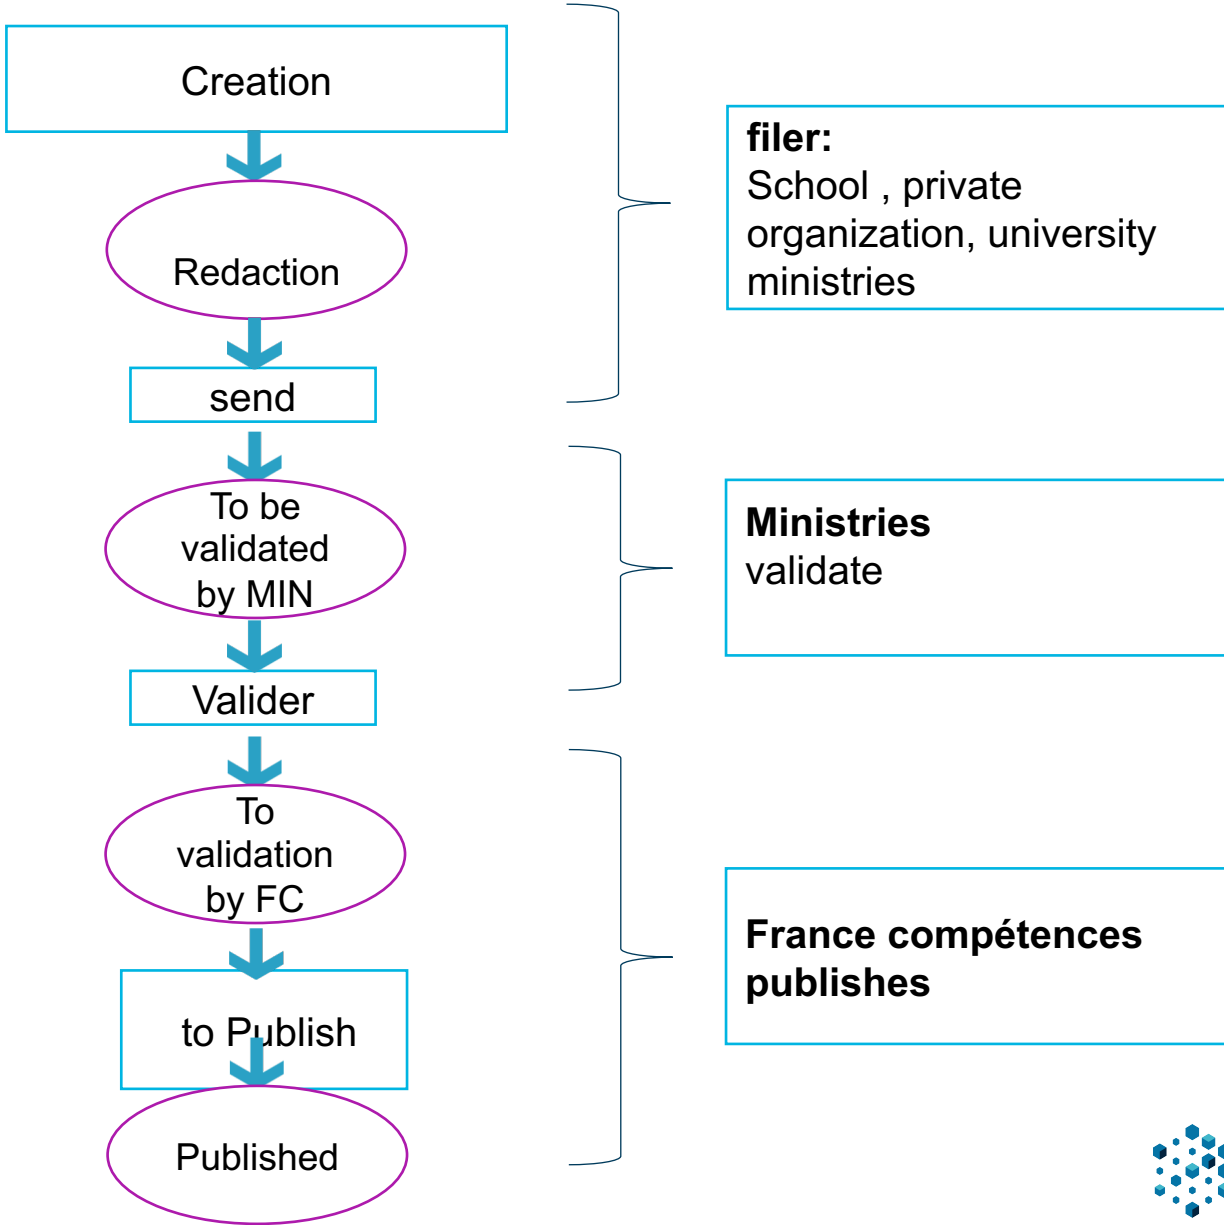 Creation
Redaction
send
filer:
School , private
organization, university
ministries
To be
validated
by MIN
Valider
Ministries
validate
To
validation
by FC
to Publish
Published
France compétences
publishes